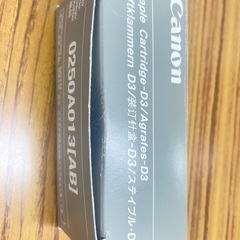 Canon
aple Cartridge-D3/Agrafes-D3
ftklammern D3/装订针盒-D3/ステイプル・D
0250A013[AB]